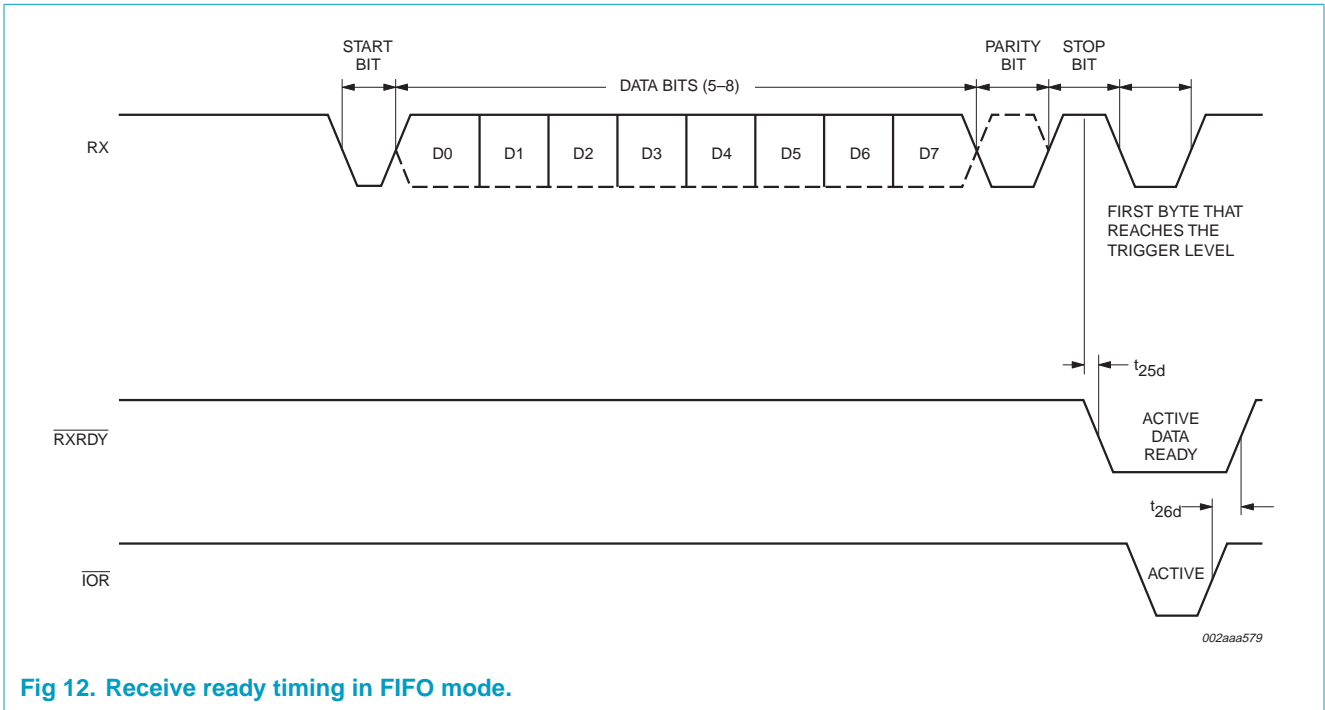 START
BIT
PARITY
BIT
STOP
BIT
DATA BITS (5–8)
RX
D0
D1
D2
D3
D4
D5
D6
D7
FIRST BYTE THAT
REACHES THE
TRIGGER LEVEL
t25d
RXRDY
ACTIVE
DATA
READY
t26d
IOR
ACTIVE
002aaa579
Fig 12. Receive ready timing in FIFO mode.